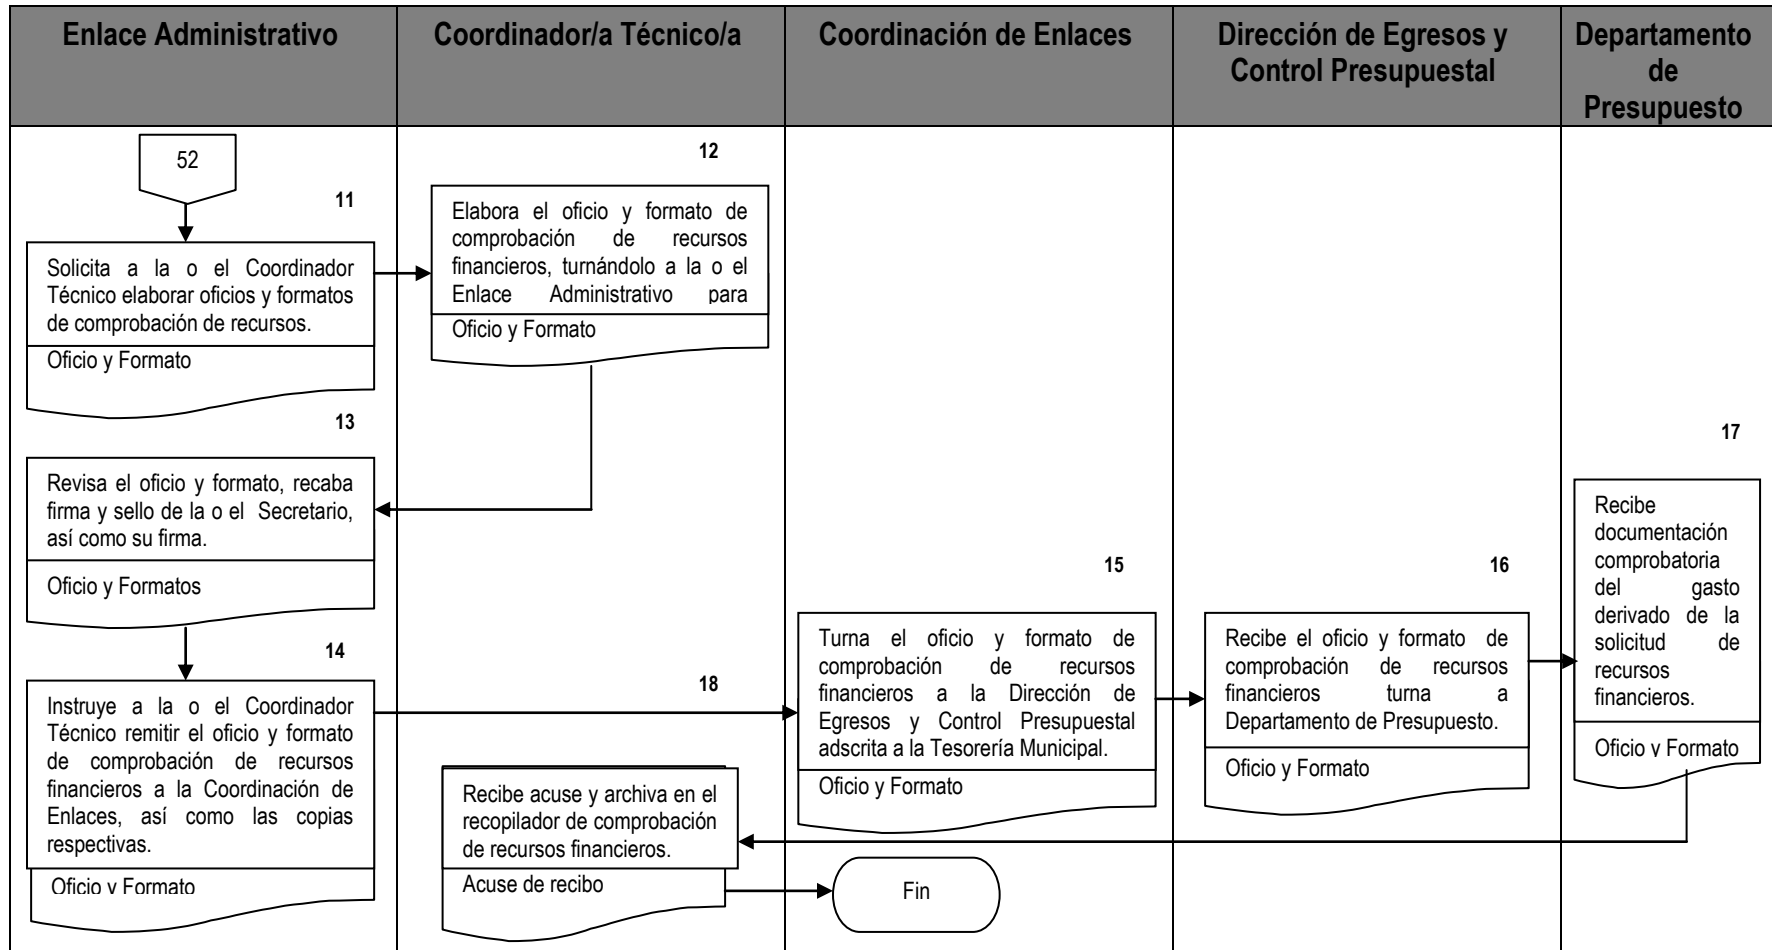 Enlace Administrativo
Coordinador/a Técnico/a
Coordinación de Enlaces
Dirección de Egresos y
Control Presupuestal
Departamento
de
Presupuesto
52
11
Solicita a la o el Coordinador
Técnico elaborar oficios y formatos
de comprobación de recursos.
Oficio y Formato
12
Elabora el oficio y formato de
comprobación de recursos
financieros, turnándolo a la o el
Enlace Administrativo para
Oficio y Formato
13
Revisa el oficio y formato, recaba
firma y sello de la o el Secretario,
así como su firma.
Oficio y Formatos
14
Instruye a la o el Coordinador
Técnico remitir el oficio y formato
de comprobación de recursos
financieros a la Coordinación de
Enlaces, así como las copias
respectivas.
Oficio y Formato
15
Turna el oficio y formato de
comprobación de recursos
financieros a la Dirección de
Egresos y Control Presupuestal
adscrita a la Tesorería Municipal.
Oficio y Formato
16
Recibe el oficio y formato de
comprobación de recursos
financieros turna a
Departamento de Presupuesto.
Oficio y Formato
17
Recibe
documentación
comprobatoria
del gasto
derivado de la
solicitud de
recursos
financieros.
Oficio y Formato
18
Recibe acuse y archiva en el
recopilador de comprobación
de recursos financieros.
Acuse de recibo
Fin